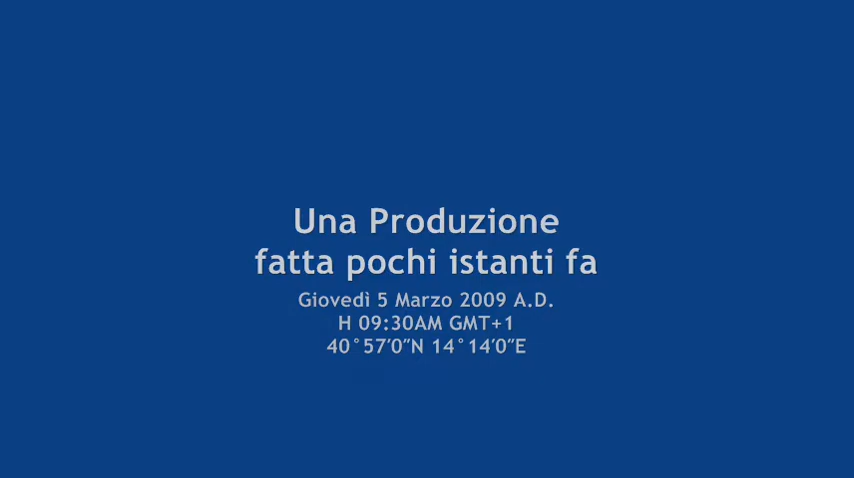 Una Produzione
fatta pochi istanti fa
Giovedì 5 Marzo 2009 A.D.
H 09:30AM GMT+1
40°57′0″N 14°14′0″E